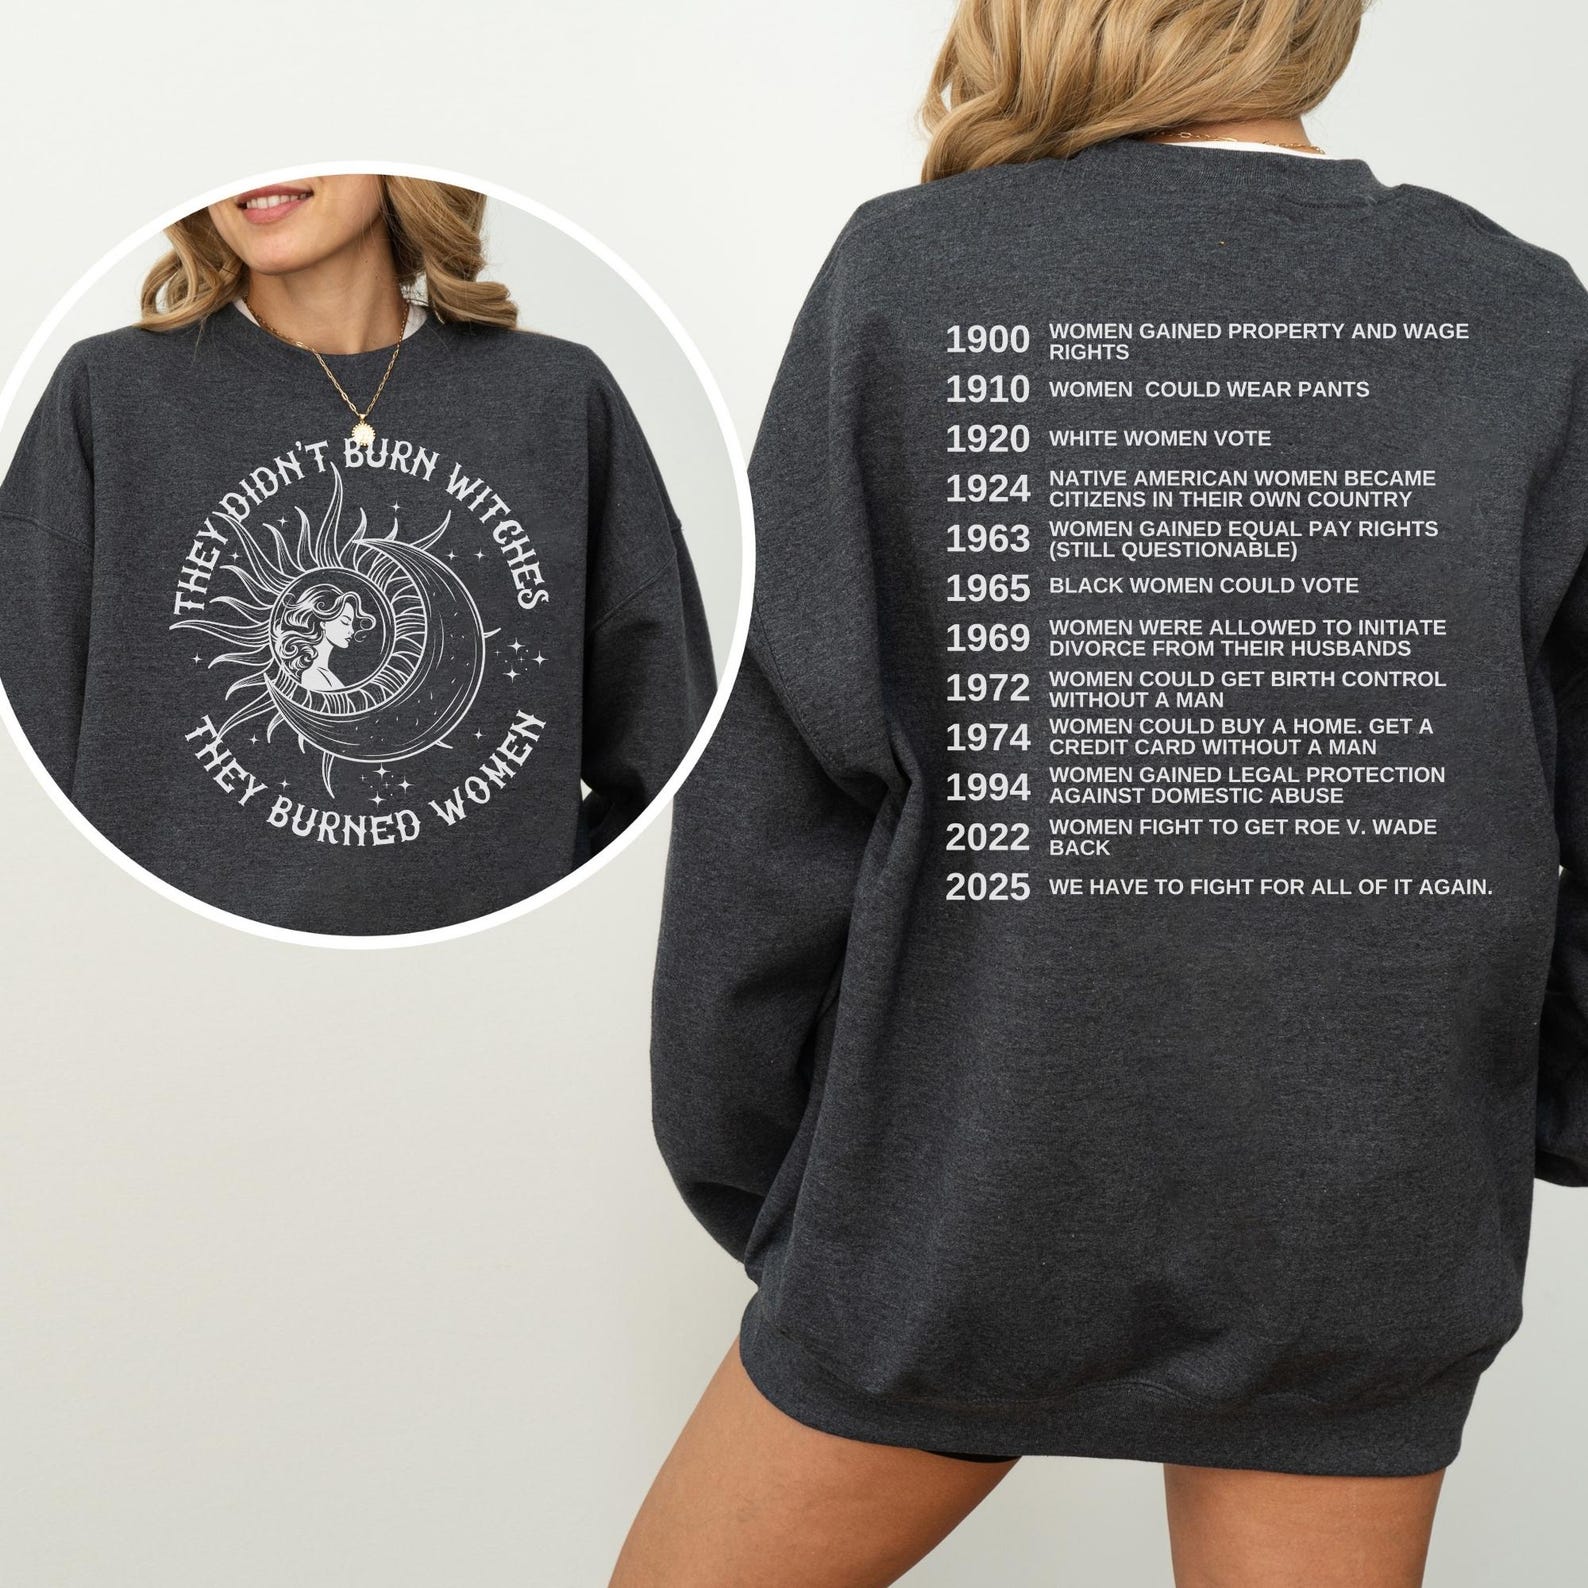 THEY DIDN'T BURN WITCHES
THEY BURNED WOMEN
1900 WOMEN GAINED PROPERTY AND WAGE
RIGHTS
1910 WOMEN COULD WEAR PANTS
1920 WHITE WOMEN VOTE
1924 NATIVE AMERICAN WOMEN BECAME
CITIZENS IN THEIR OWN COUNTRY
1963 WOMEN GAINED EQUAL PAY RIGHTS
(STILL QUESTIONABLE)
1965 BLACK WOMEN COULD VOTE
1969 WOMEN WERE ALLOWED TO INITIATE
DIVORCE FROM THEIR HUSBANDS
1972 WOMEN COULD GET BIRTH CONTROL
WITHOUT A MAN
1974 WOMEN COULD BUY A HOME. GET A
CREDIT CARD WITHOUT A MAN
1994 WOMEN GAINED LEGAL PROTECTION
AGAINST DOMESTIC ABUSE
2022 WOMEN FIGHT TO GET ROE V. WADE
BACK
2025 WE HAVE TO FIGHT FOR ALL OF IT AGAIN.